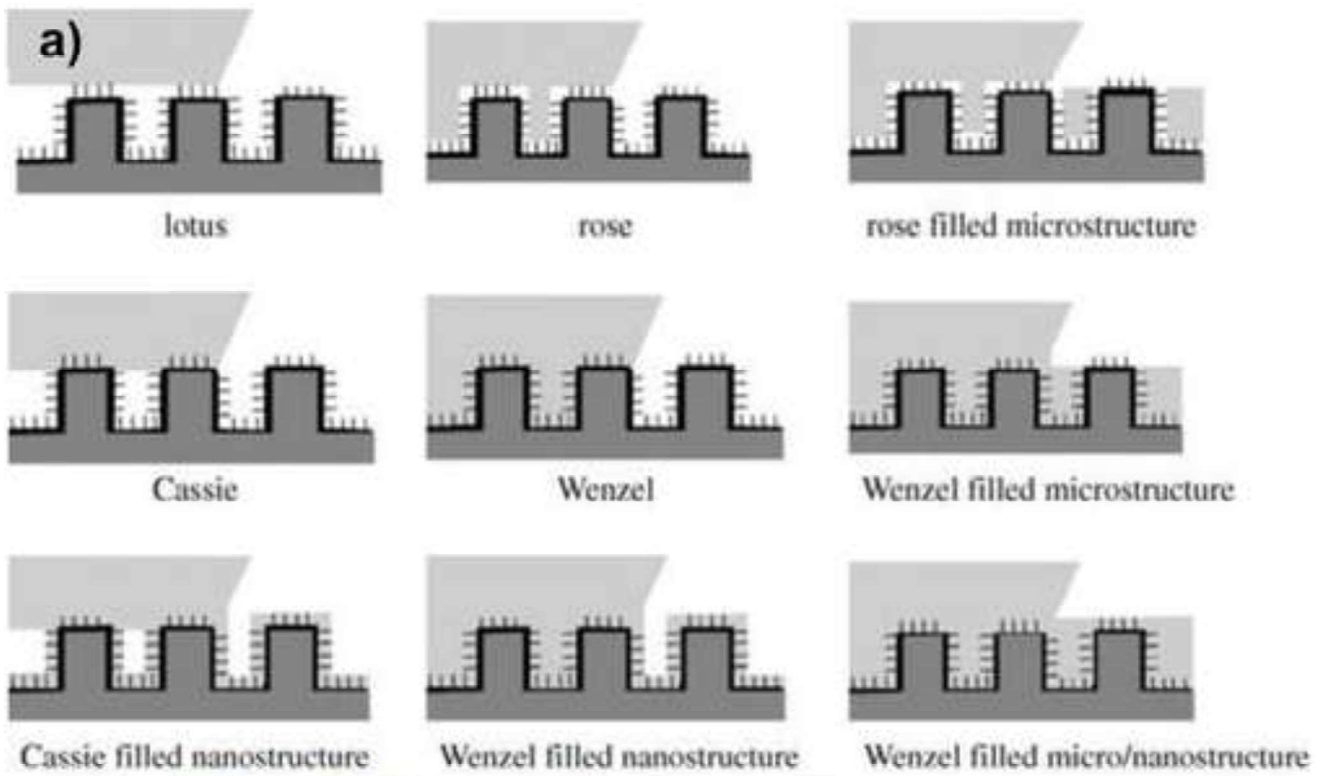 a)
lotus
rose
rose filled microstructure
Cassie
Wenzel
Wenzel filled microstructure
Cassie filled nanostructure
Wenzel filled nanostructure
Wenzel filled micro/nanostructure